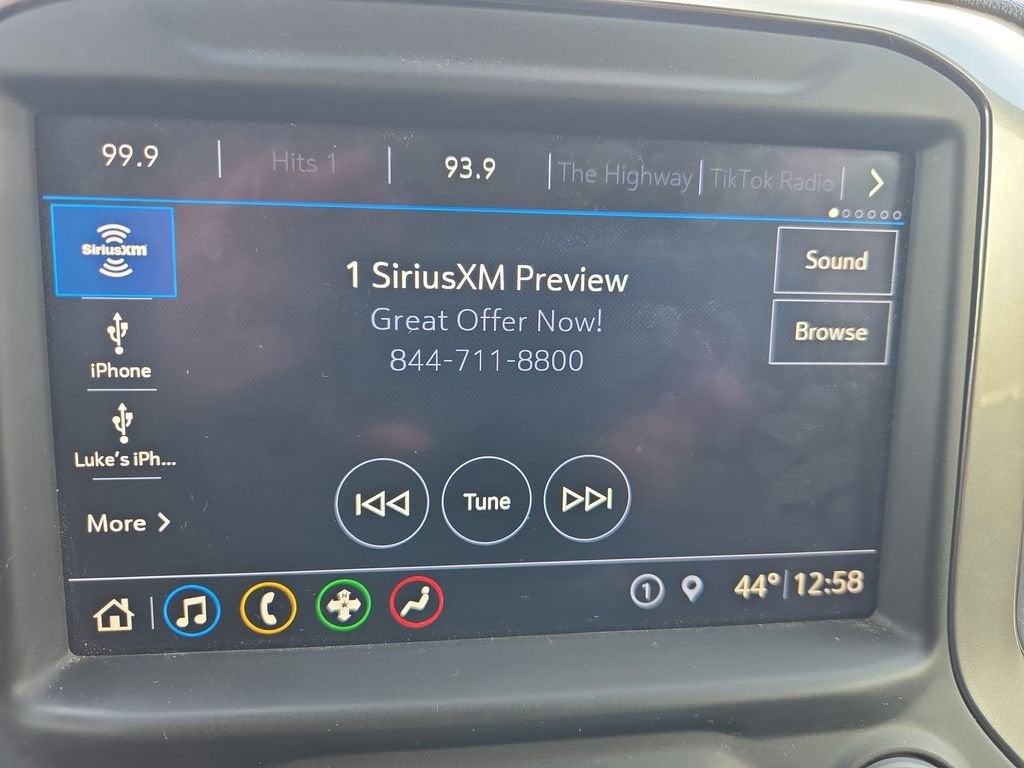 99.9 Hits 1 93.9 The Highway TikTok Radio
SiriusXM
Sound
1 SiriusXM Preview
Great Offer Now!
Browse
844-711-8800
iPhone
Luke's iPh...
Tune
More
1 44° 12:58